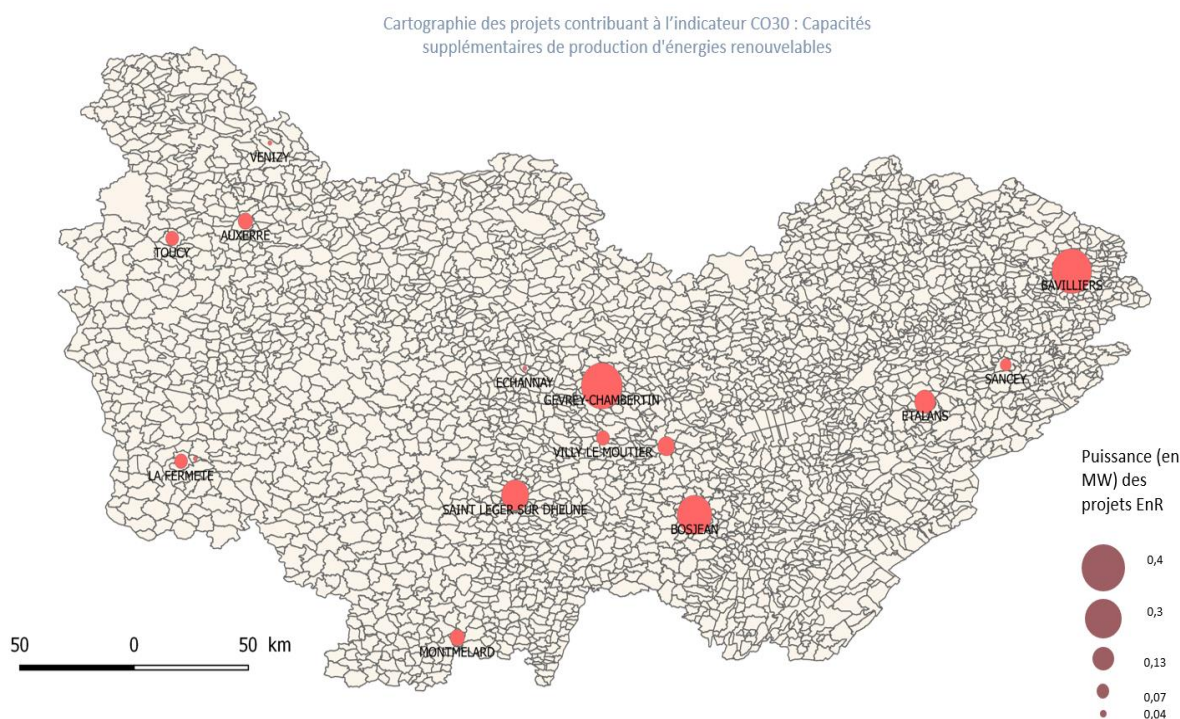 Cartographie des projets contribuant à l’indicateur CO30 : Capacités
supplémentaires de production d'énergies renouvelables
VENIZY
AUXERRE
TOUCY
BAVILLIERS
ECHANNAY
SANCEY
GEVREY-CHAMBERTIN
ETALANS
VILLY-LE-MOUTIER
LA FERMETE
SAINT LEGER SUR DHEUNE
BOSJEAN
MONTMELARD
50 0 50 km
Puissance (en
MW) des
projets EnR
0,4
0,3
0,13
0,07
0,04